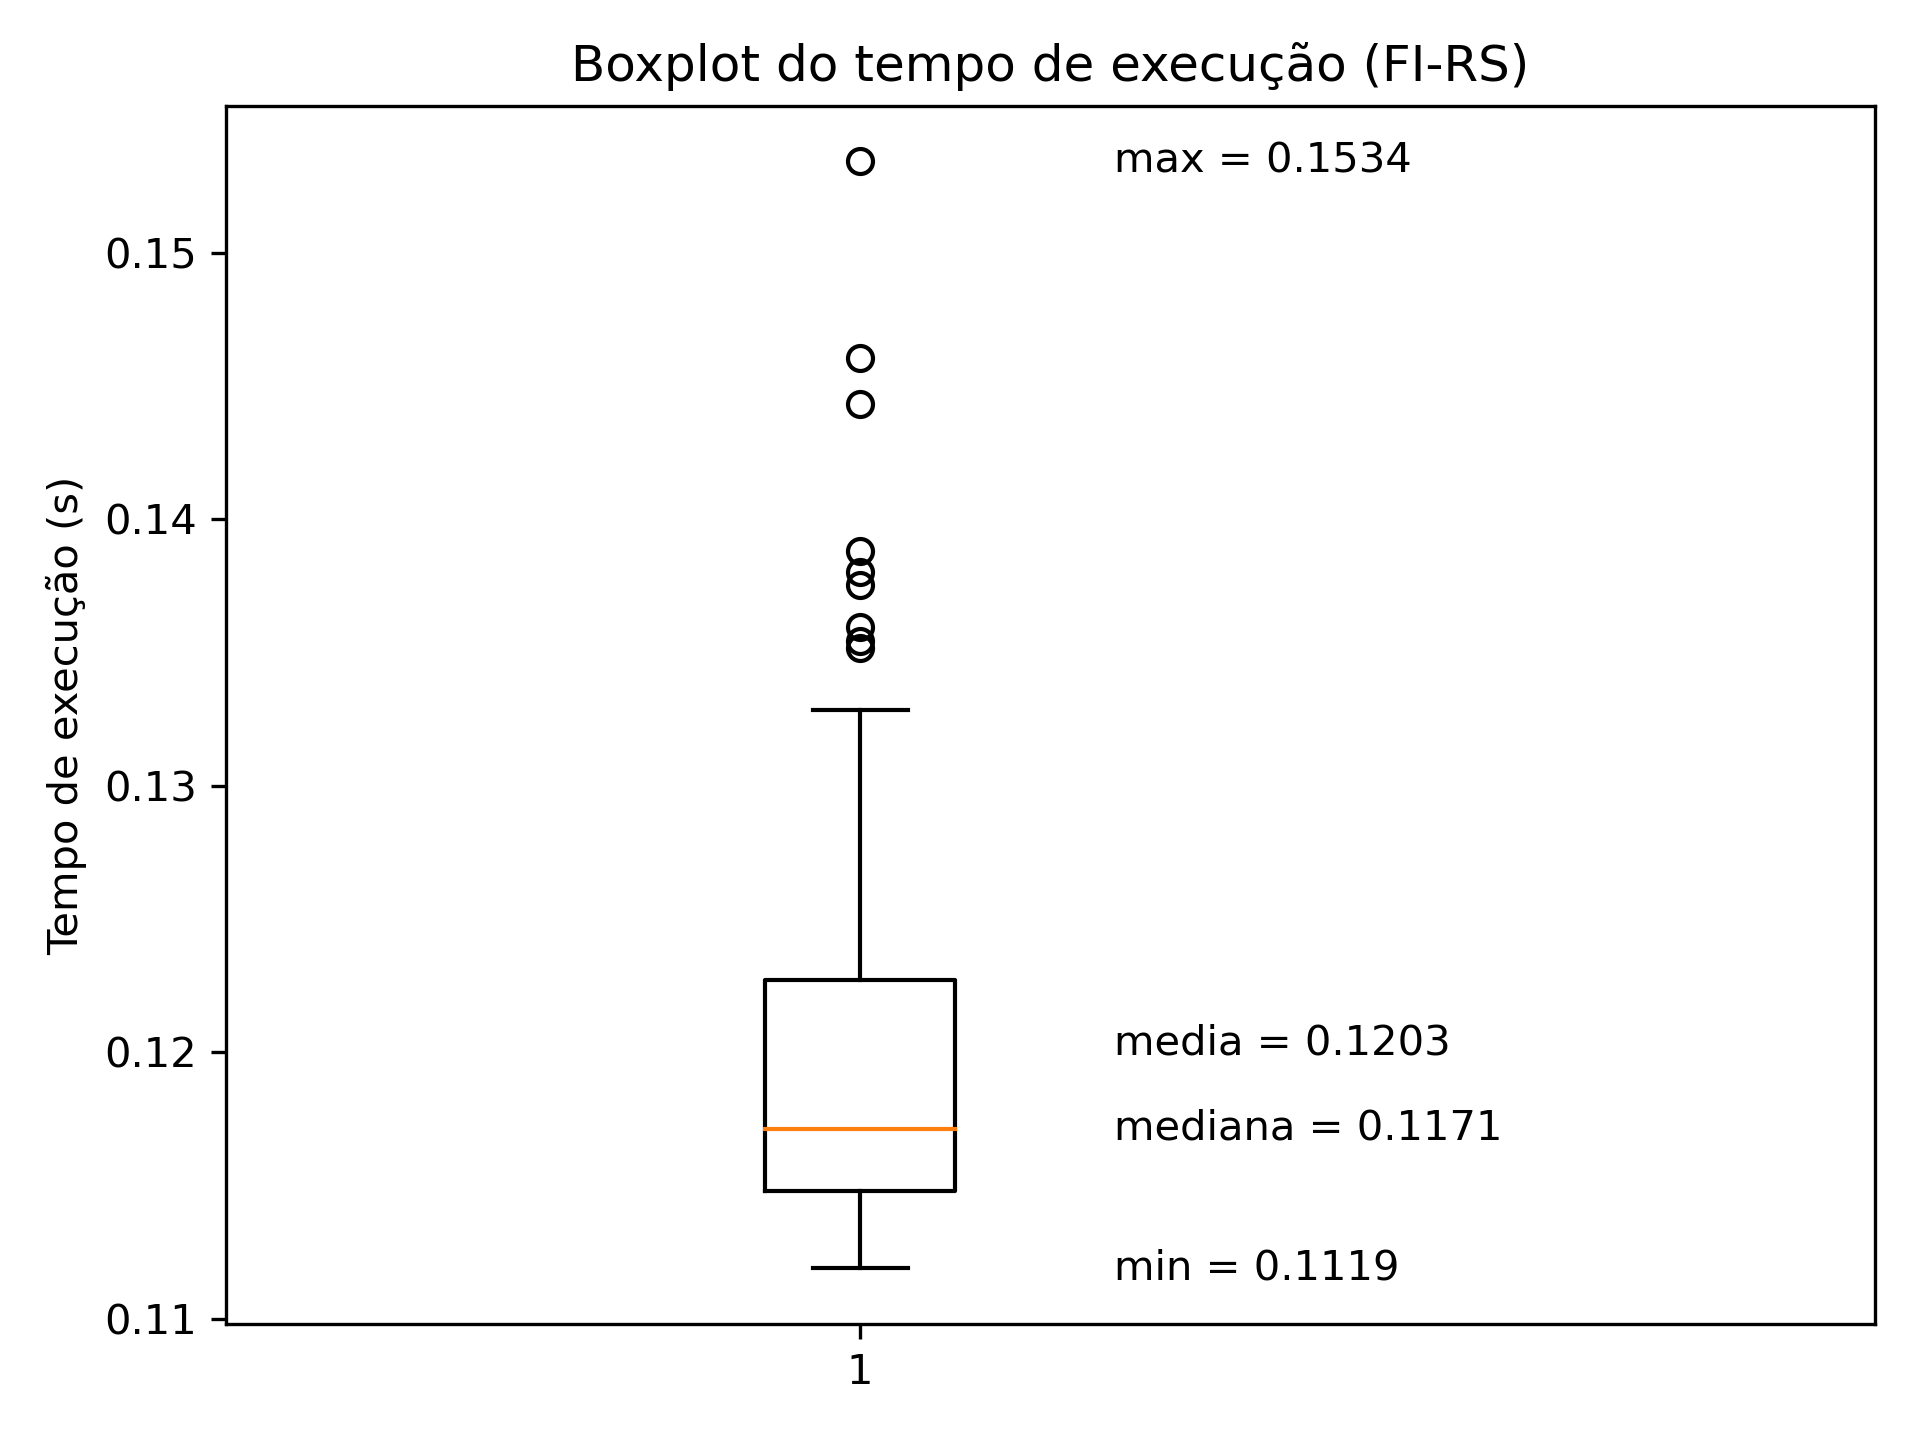 Boxplot do tempo de execução (FI-RS)
Tempo de execução (s)
0.15
0.14
0.13
0.12
0.11
max = 0.1534
media = 0.1203
mediana = 0.1171
min = 0.1119
1